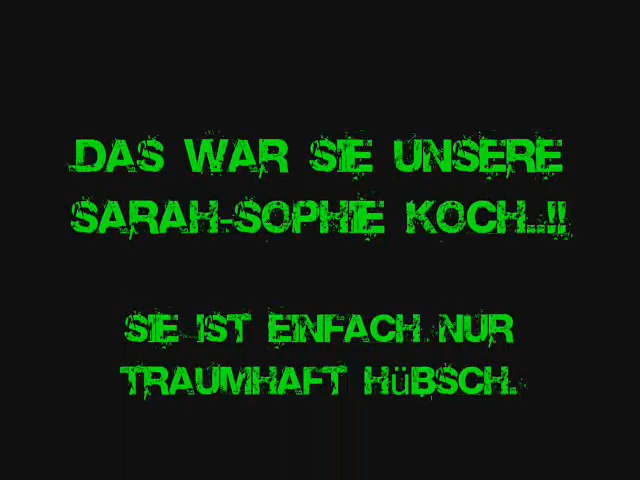 DAS WAR SIE UNSERE
SARAH-SOPHIE KOCH..!!
SIE IST EINFACH NUR
TRAUMHAFT HüBSCH.